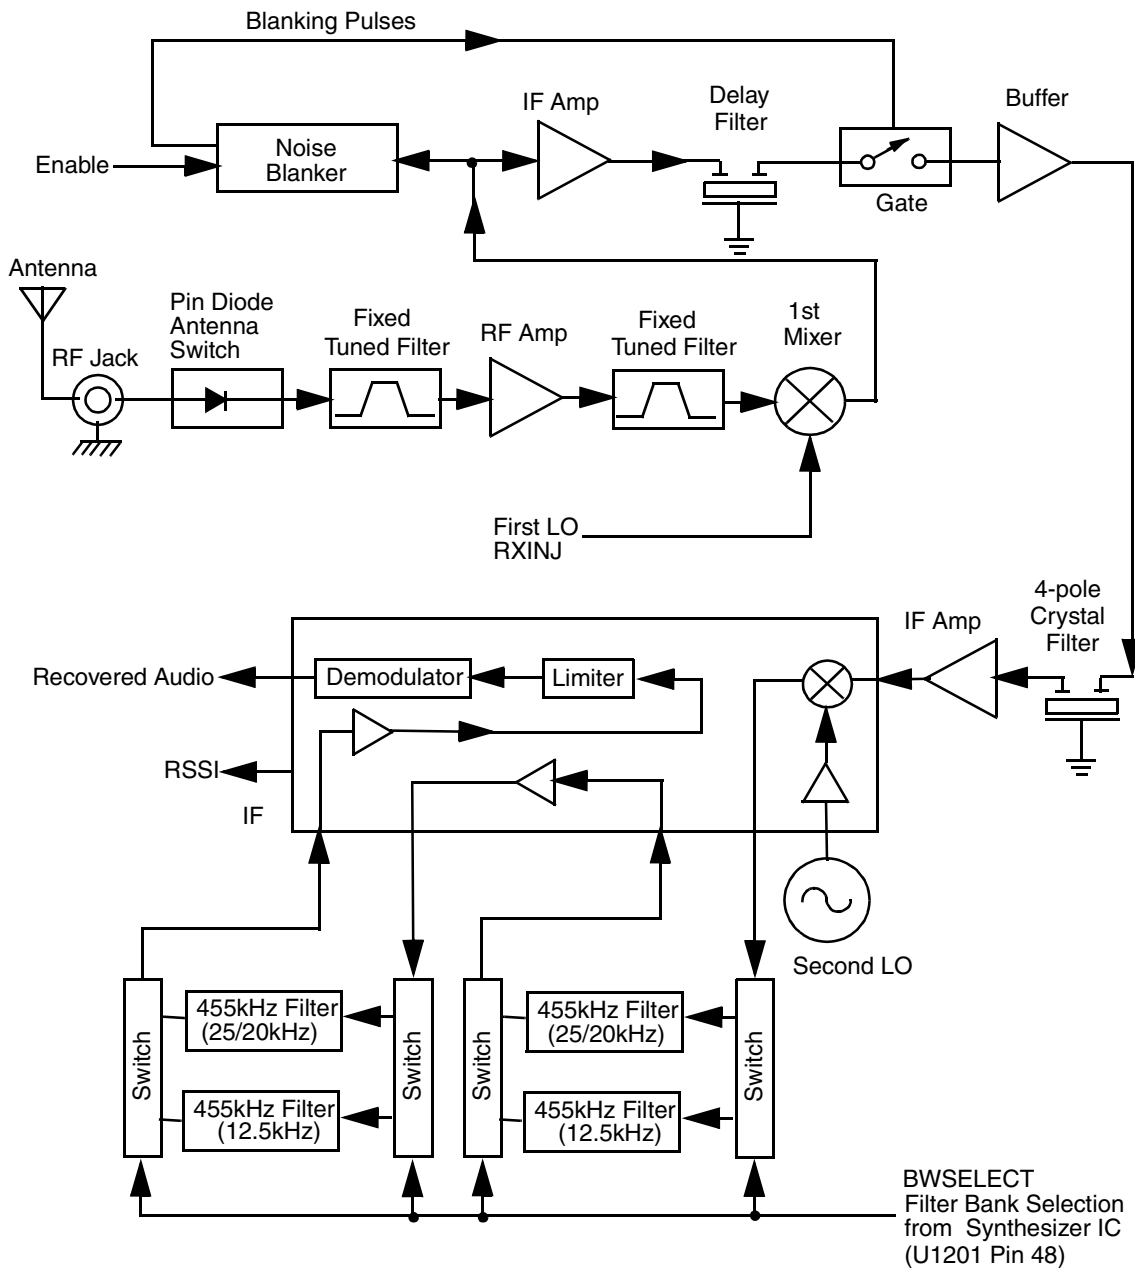 Blanking Pulses
IF Amp
Delay
Filter
Buffer
Enable
Noise
Blanker
Gate
Antenna
RF Jack
Pin Diode
Antenna
Switch
Fixed
Tuned Filter
RF Amp
Fixed
Tuned Filter
1st
Mixer
First LO
RXINJ
4-pole
Crystal
Filter
IF Amp
Recovered Audio
Demodulator
Limiter
RSSI
IF
Second LO
Switch
455kHz Filter
(25/20kHz)
455kHz Filter
(12.5kHz)
Switch
Switch
455kHz Filter
(25/20kHz)
455kHz Filter
(12.5kHz)
Switch
BWSELECT
Filter Bank Selection
from Synthesizer IC
(U1201 Pin 48)